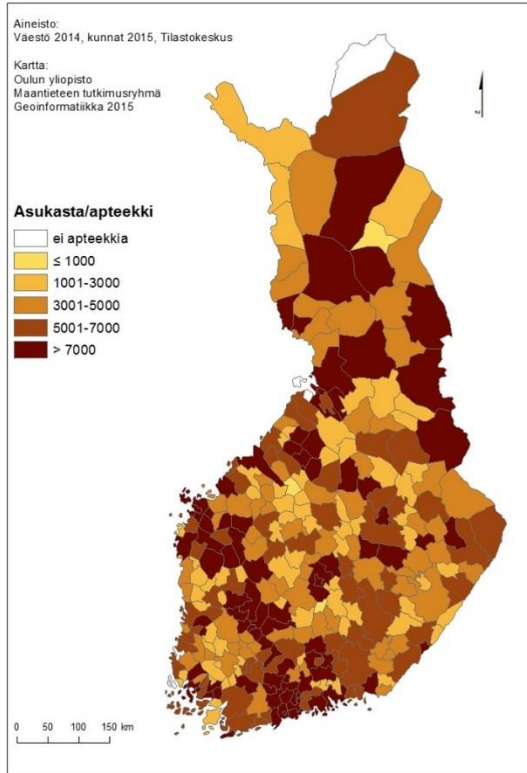 Aineisto:
Väestö 2014, kunnat 2015, Tilastokeskus
Kartta:
Oulun yliopisto
Maantieteen tutkimusryhmä
Geoinformatiikka 2015
Asukasta/apteekki
ei apteekkia
≤ 1000
1001-3000
3001-5000
5001-7000
> 7000
0 50 100 150 km